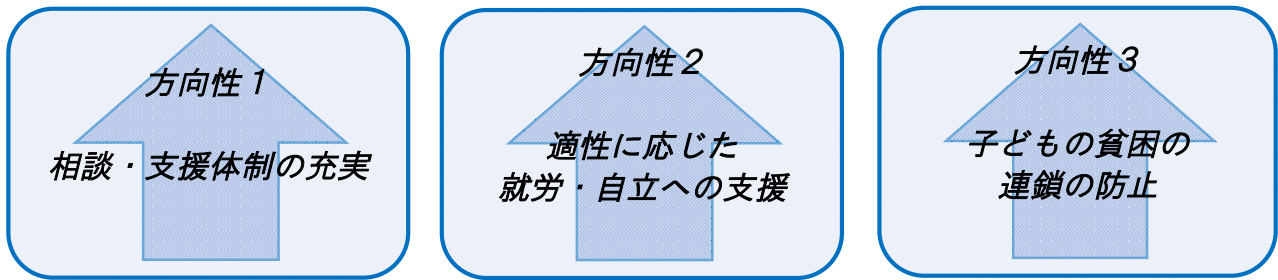 方向性１
相談・支援体制の充実
方向性２
適性に応じた
就労・自立への支援
方向性３
子どもの貧困の
連鎖の防止